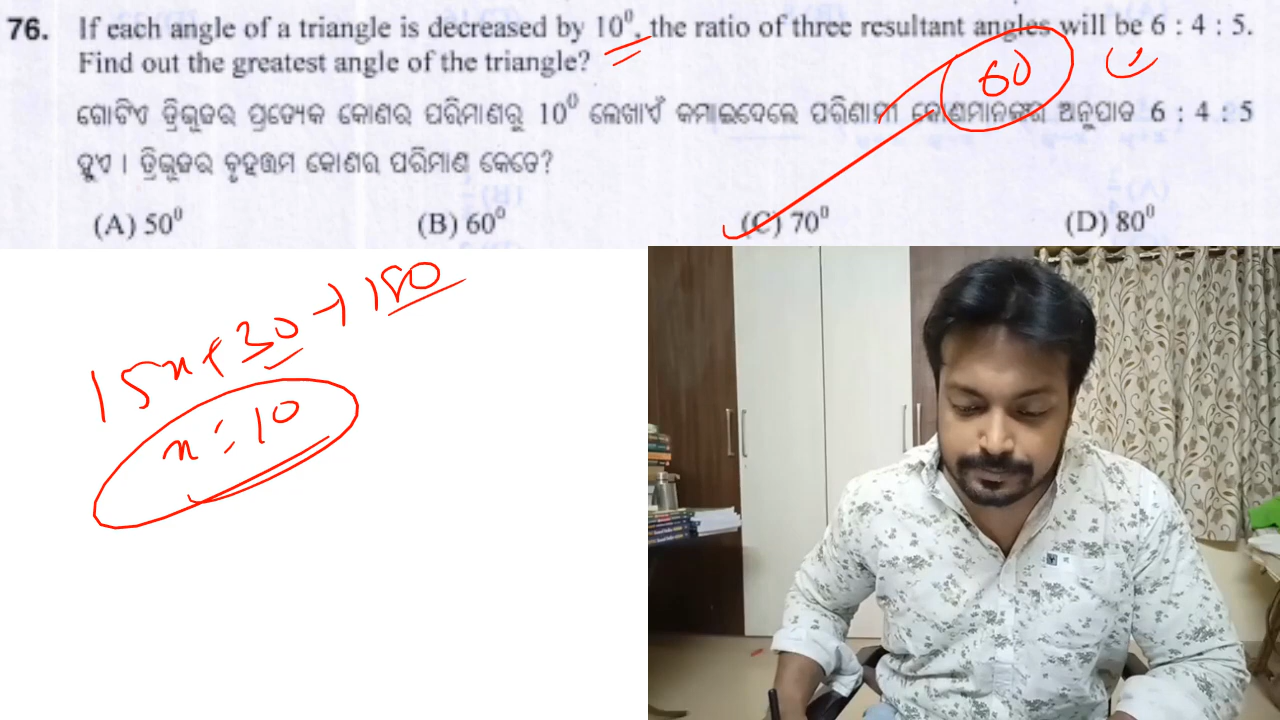 76. If each angle of a triangle is decreased by 10⁰, the ratio of three resultant angles will be 6 : 4 : 5.
Find out the greatest angle of the triangle?
60
ଗୋଟିଏ ତ୍ରିଭୁଜର ପ୍ରତ୍ୟେକ କୋଣର ପରିମାଣରୁ 10⁰ ଲେଖାଏଁ କମାଇଦେଲେ ପରିଣାମୀ କୋଣମାନଙ୍କର ଅନୁପାତ 6 : 4 : 5
ହୁଏ । ତ୍ରିଭୁଜର ବୃହତ୍ତମ କୋଣର ପରିମାଣ କେତେ?
(A) 50⁰ (B) 60⁰ (C) 70⁰ (D) 80⁰
15x+30→180
x=10